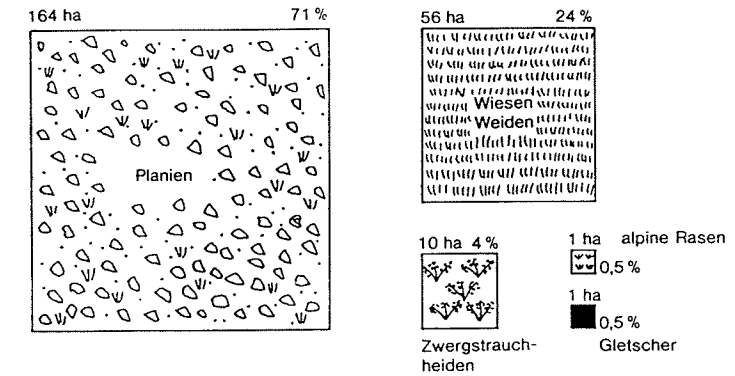 164 ha 71 %
Planien
56 ha 24 %
Wiesen
Weiden
10 ha 4 %
Zwergstrauch-
heiden
1 ha alpine Rasen
0,5 %
1 ha
0,5 %
Gletscher